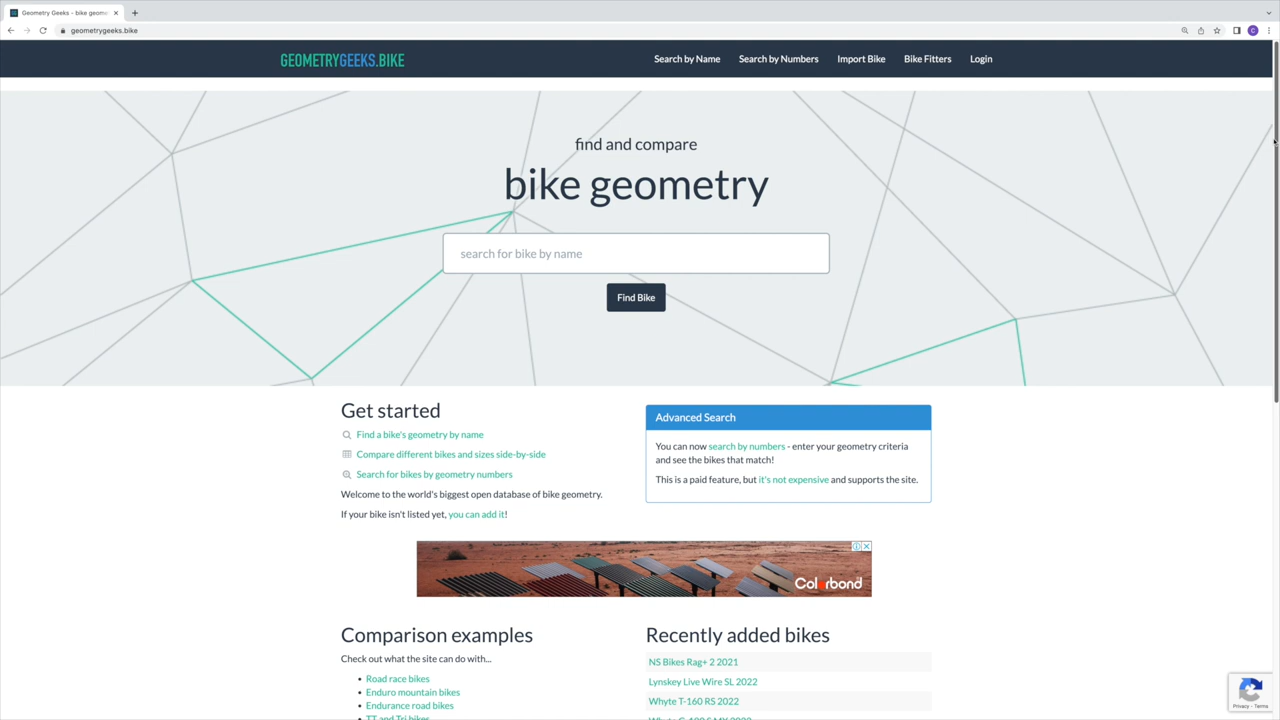 Geometry Geeks - bike geome
geometrygeeks.bike
C
GEOMETRYGEEKS.BIKE
Search by Name
Search by Numbers
Import Bike
Bike Fitters
Login
find and compare
bike geometry
search for bike by name
Find Bike
Get started
Find a bike's geometry by name
Compare different bikes and sizes side-by-side
Search for bikes by geometry numbers
Welcome to the world's biggest open database of bike geometry.
If your bike isn't listed yet, you can add it!
Advanced Search
You can now search by numbers - enter your geometry criteria
and see the bikes that match!
This is a paid feature, but it's not expensive and supports the site.
Colorbond
Comparison examples
Check out what the site can do with...
Road race bikes
Enduro mountain bikes
Endurance road bikes
TT and Tri bikes
Recently added bikes
NS Bikes Rag+ 2 2021
Lynskey Live Wire SL 2022
Whyte T-160 RS 2022
Privacy - Terms